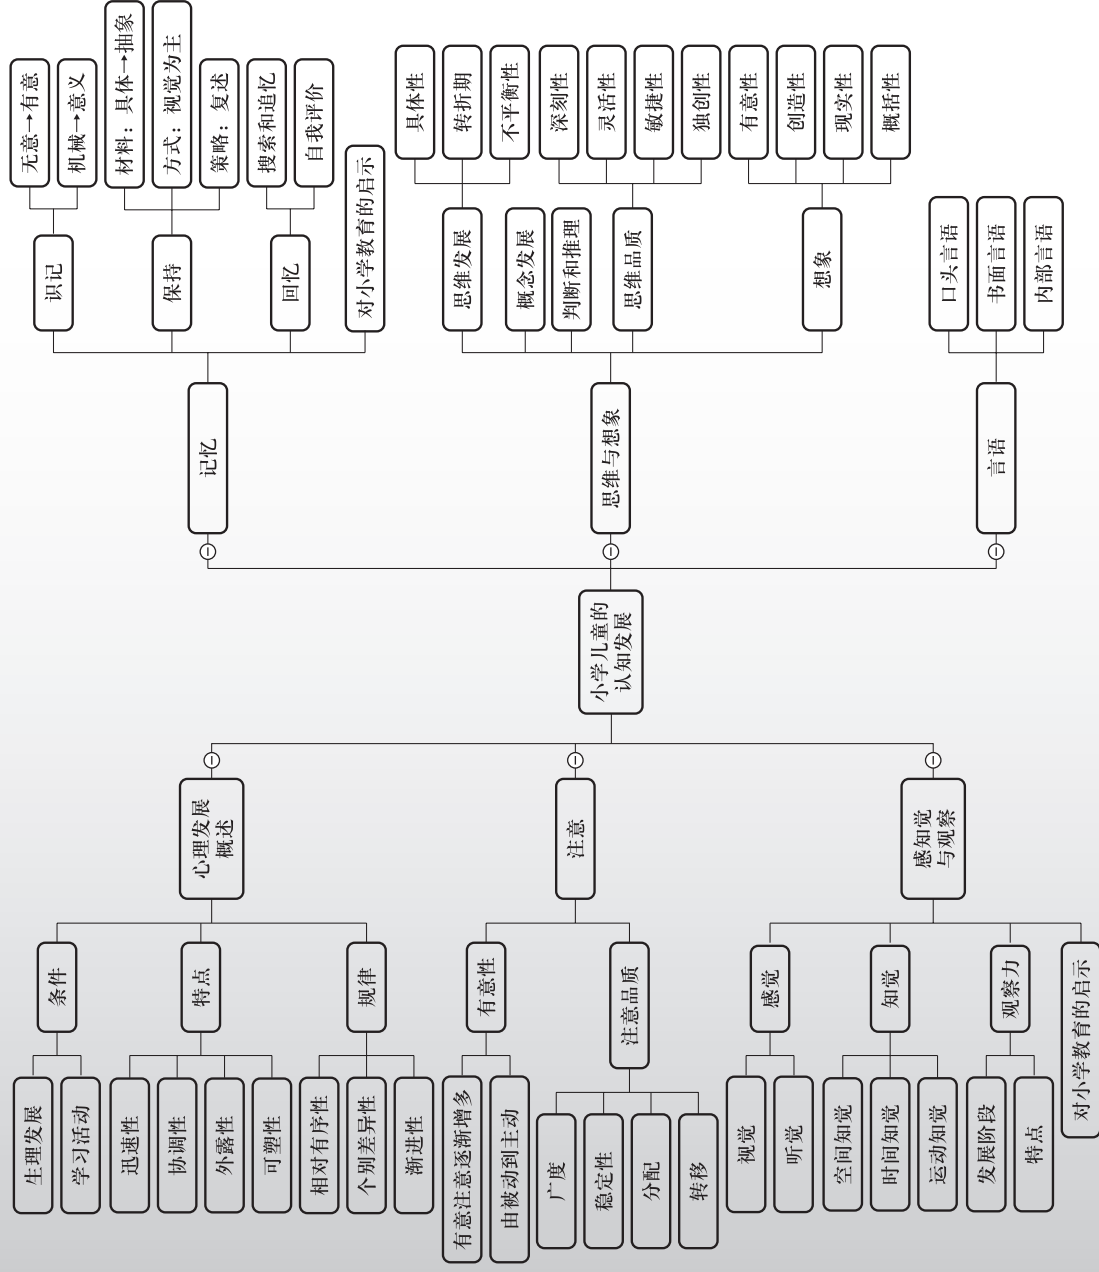 小学儿童的
认知发展
心理发展
概述
条件
生理发展
学习活动
特点
迅速性
协调性
外露性
可塑性
规律
相对有序性
个别差异性
渐进性
注意
有意性
有意注意逐渐增多
由被动到主动
注意品质
广度
稳定性
分配
转移
感知觉
与观察
感觉
视觉
听觉
知觉
空间知觉
时间知觉
运动知觉
观察力
发展阶段
特点
对小学教育的启示
记忆
识记
无意→有意
机械→意义
保持
材料：具体→抽象
方式：视觉为主
策略：复述
回忆
搜索和追忆
自我评价
对小学教育的启示
思维与想象
思维发展
具体性
转折期
不平衡性
概念发展
判断和推理
思维品质
深刻性
灵活性
敏捷性
独创性
想象
有意性
创造性
现实性
概括性
言语
口头言语
书面言语
内部言语